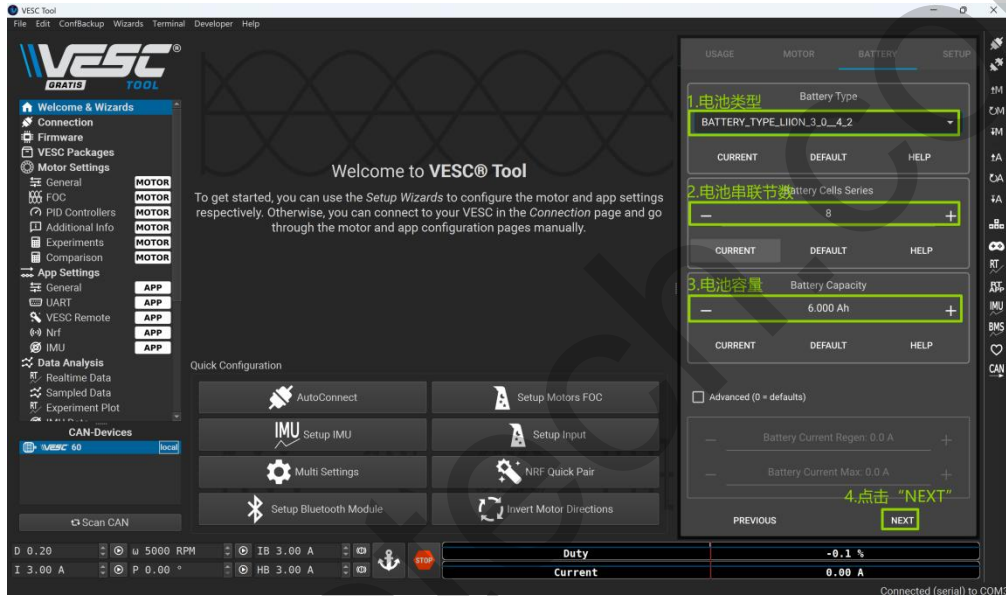 VESC Tool
File Edit ConfBackup Wizards Terminal Developer Help
VESC®
GRATIS TOOL
Welcome & Wizards
Connection
Firmware
VESC Packages
Motor Settings
General MOTOR
FOC MOTOR
PID Controllers MOTOR
Additional Info MOTOR
Experiments MOTOR
Comparison MOTOR
App Settings
General APP
UART APP
VESC Remote APP
Nrf APP
IMU APP
Data Analysis
RT Realtime Data
Sampled Data
RT Experiment Plot
CAN-Devices
VESC 60 local
Scan CAN
Welcome to VESC® Tool
To get started, you can use the Setup Wizards to configure the motor and app settings
respectively. Otherwise, you can connect to your VESC in the Connection page and go
through the motor and app configuration pages manually.
Quick Configuration
AutoConnect
Setup Motors FOC
IMU Setup IMU
Setup Input
Multi Settings
NRF Quick Pair
Setup Bluetooth Module
Invert Motor Directions
USAGE MOTOR BATTERY SETUP
1.电池类型 Battery Type
BATTERY_TYPE_LIION_3_0__4_2
CURRENT DEFAULT HELP
2.电池串联节数 Battery Cells Series
— 8 +
CURRENT DEFAULT HELP
3.电池容量 Battery Capacity
— 6.000 Ah +
CURRENT DEFAULT HELP
Advanced (0 = defaults)
— Battery Current Regen: 0.0 A +
— Battery Current Max: 0.0 A +
4.点击“NEXT”
PREVIOUS NEXT
M
M
M
A
A
A
RT
RT
APP
IMU
BMS
CAN
D 0.20 ω 5000 RPM IB 3.00 A
I 3.00 A P 0.00 ° HB 3.00 A
STOP
Duty -0.1 %
Current 0.00 A
Connected (serial) to COM3